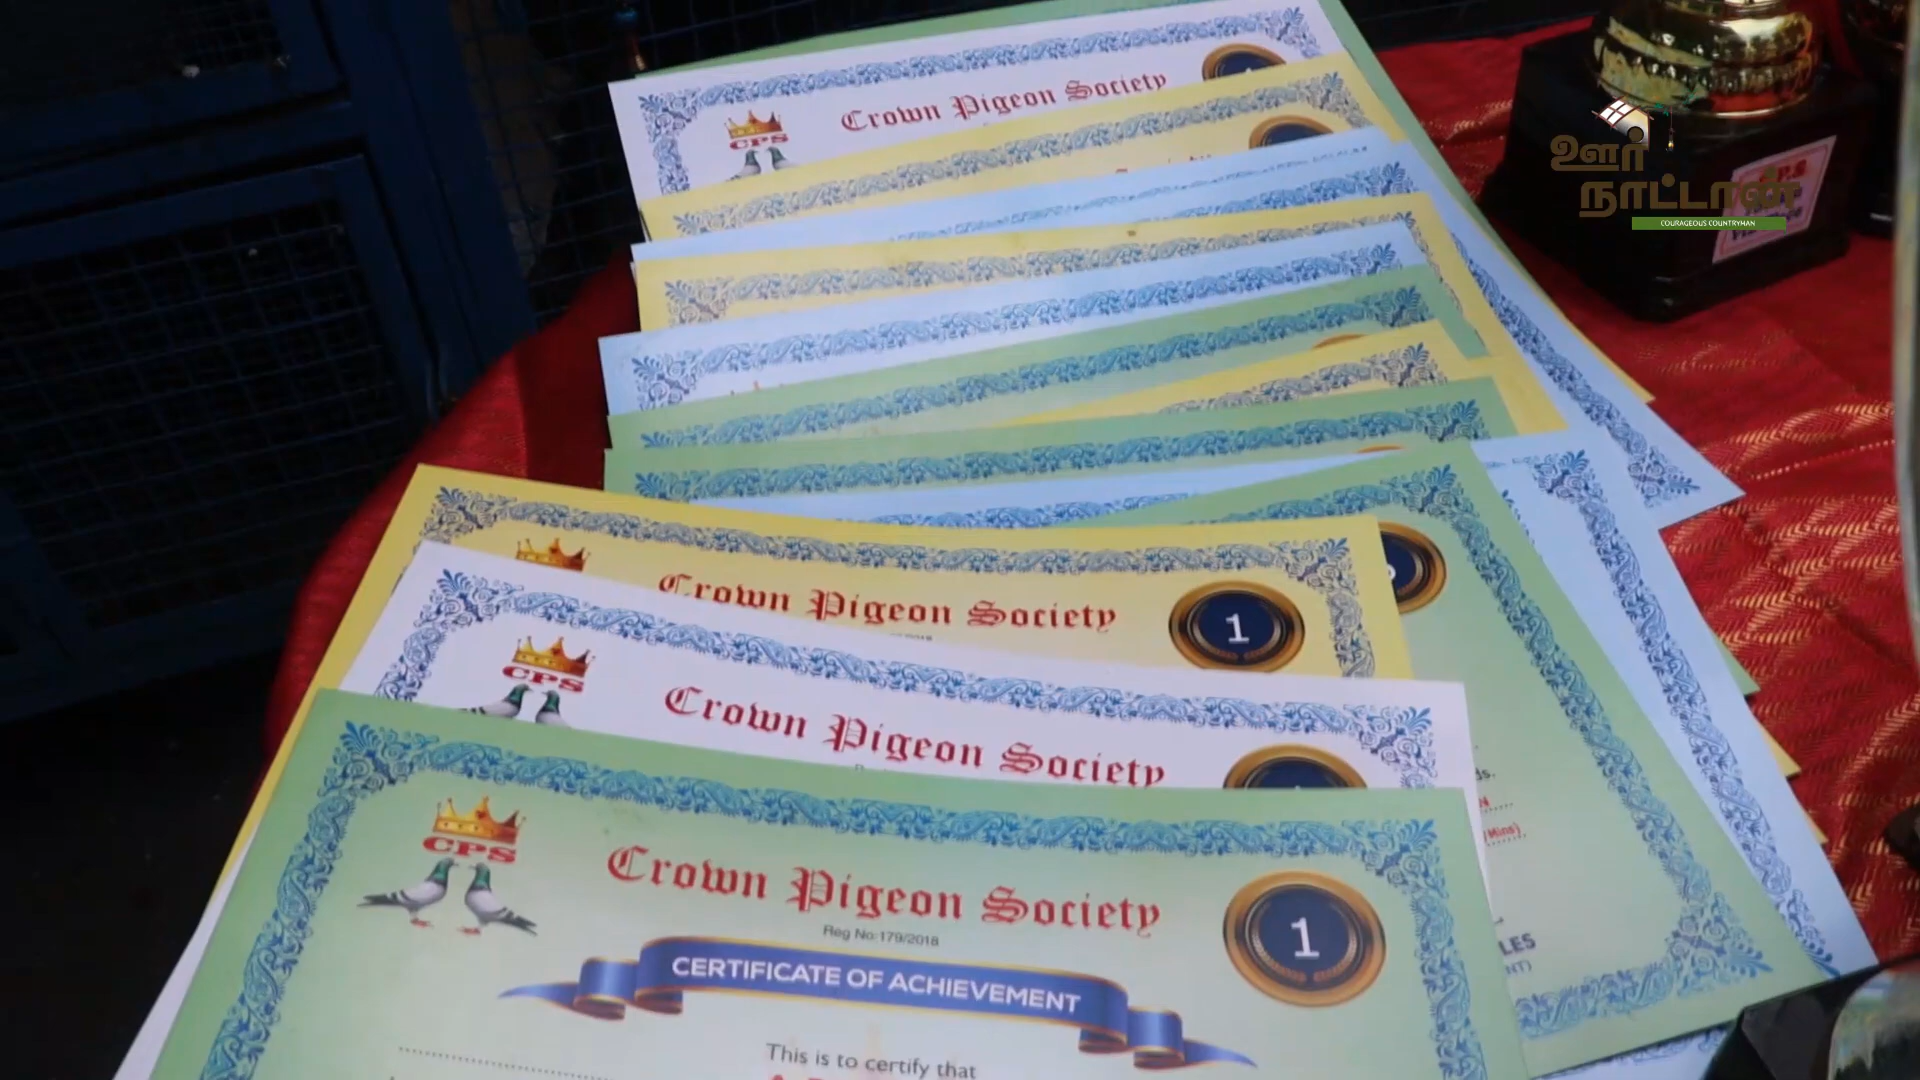 Crown Pigeon Society
CPS
ஊர்
நாட்டான்
COURAGEOUS COUNTRYMAN
Crown Pigeon Society
1
CPS
Crown Pigeon Society
CPS
Crown Pigeon Society
Reg No:179/2018
1
CERTIFICATE OF ACHIEVEMENT
This is to certify that